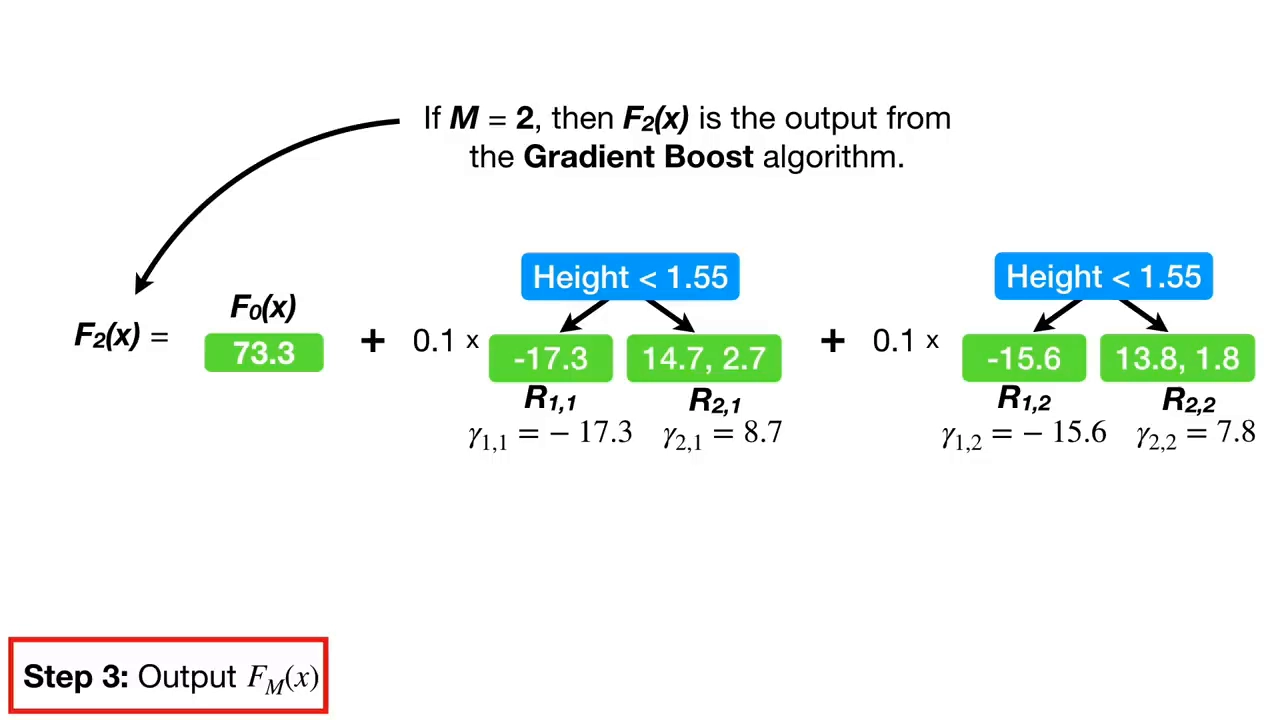 If M = 2, then F₂(x) is the output from
the Gradient Boost algorithm.
F₂(x) =
F₀(x)
73.3
+
0.1 x
Height < 1.55
-17.3
14.7, 2.7
R₁,₁
R₂,₁
γ₁,₁ = − 17.3
γ₂,₁ = 8.7
+
0.1 x
Height < 1.55
-15.6
13.8, 1.8
R₁,₂
R₂,₂
γ₁,₂ = − 15.6
γ₂,₂ = 7.8
Step 3: Output F_M(x)